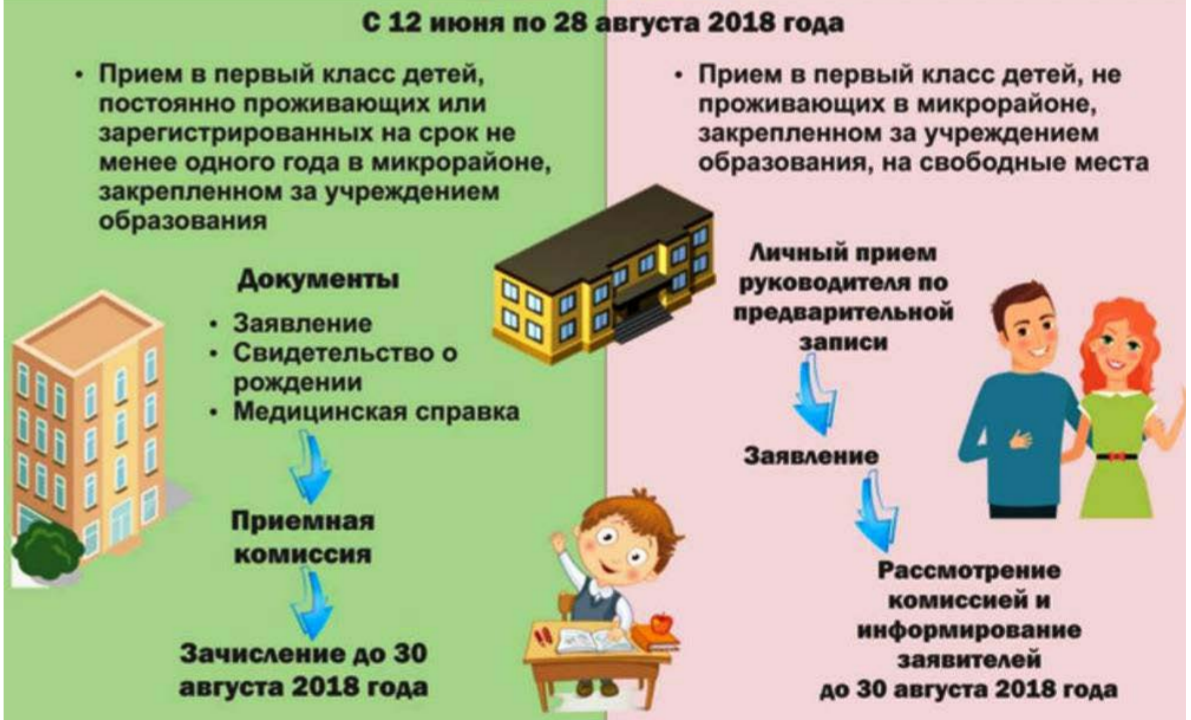 С 12 июня по 28 августа 2018 года
• Прием в первый класс детей,
постоянно проживающих или
зарегистрированных на срок не
менее одного года в микрорайоне,
закрепленном за учреждением
образования
Документы
• Заявление
• Свидетельство о
рождении
• Медицинская справка
Приемная
комиссия
Зачисление до 30
августа 2018 года
• Прием в первый класс детей, не
проживающих в микрорайоне,
закрепленном за учреждением
образования, на свободные места
Личный прием
руководителя по
предварительной
записи
Заявление
Рассмотрение
комиссией и
информирование
заявителей
до 30 августа 2018 года